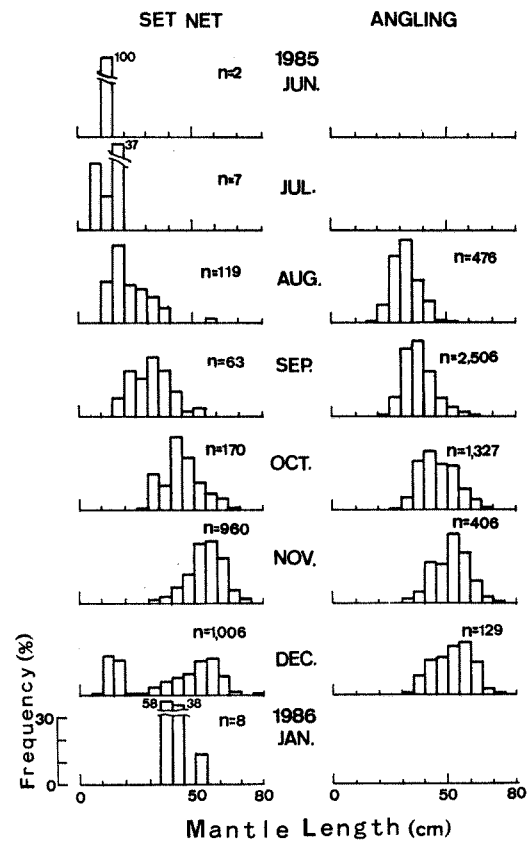 SET NET ANGLING
100 n=2 1985
JUN.
37 n=7 JUL.
n=119 AUG. n=476
n=63 SEP. n=2,506
n=170 OCT. n=1,327
n=960 NOV. n=406
n=1,006 DEC. n=129
58 38 n=8 1986
JAN.
Frequency (%)
30
0
0 50 80 0 50 80
Mantle Length (cm)